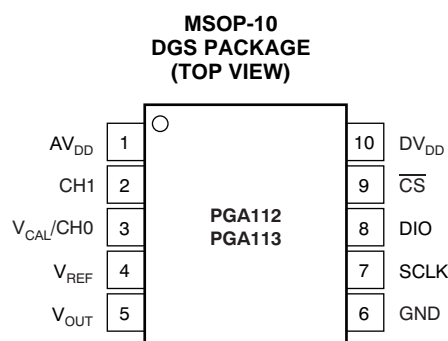 MSOP-10
DGS PACKAGE
(TOP VIEW)
AVDD 1 10 DVDD
CH1 2 9 C̅S̅
VCAL/CH0 3 PGA112 8 DIO
PGA113
VREF 4 7 SCLK
VOUT 5 6 GND